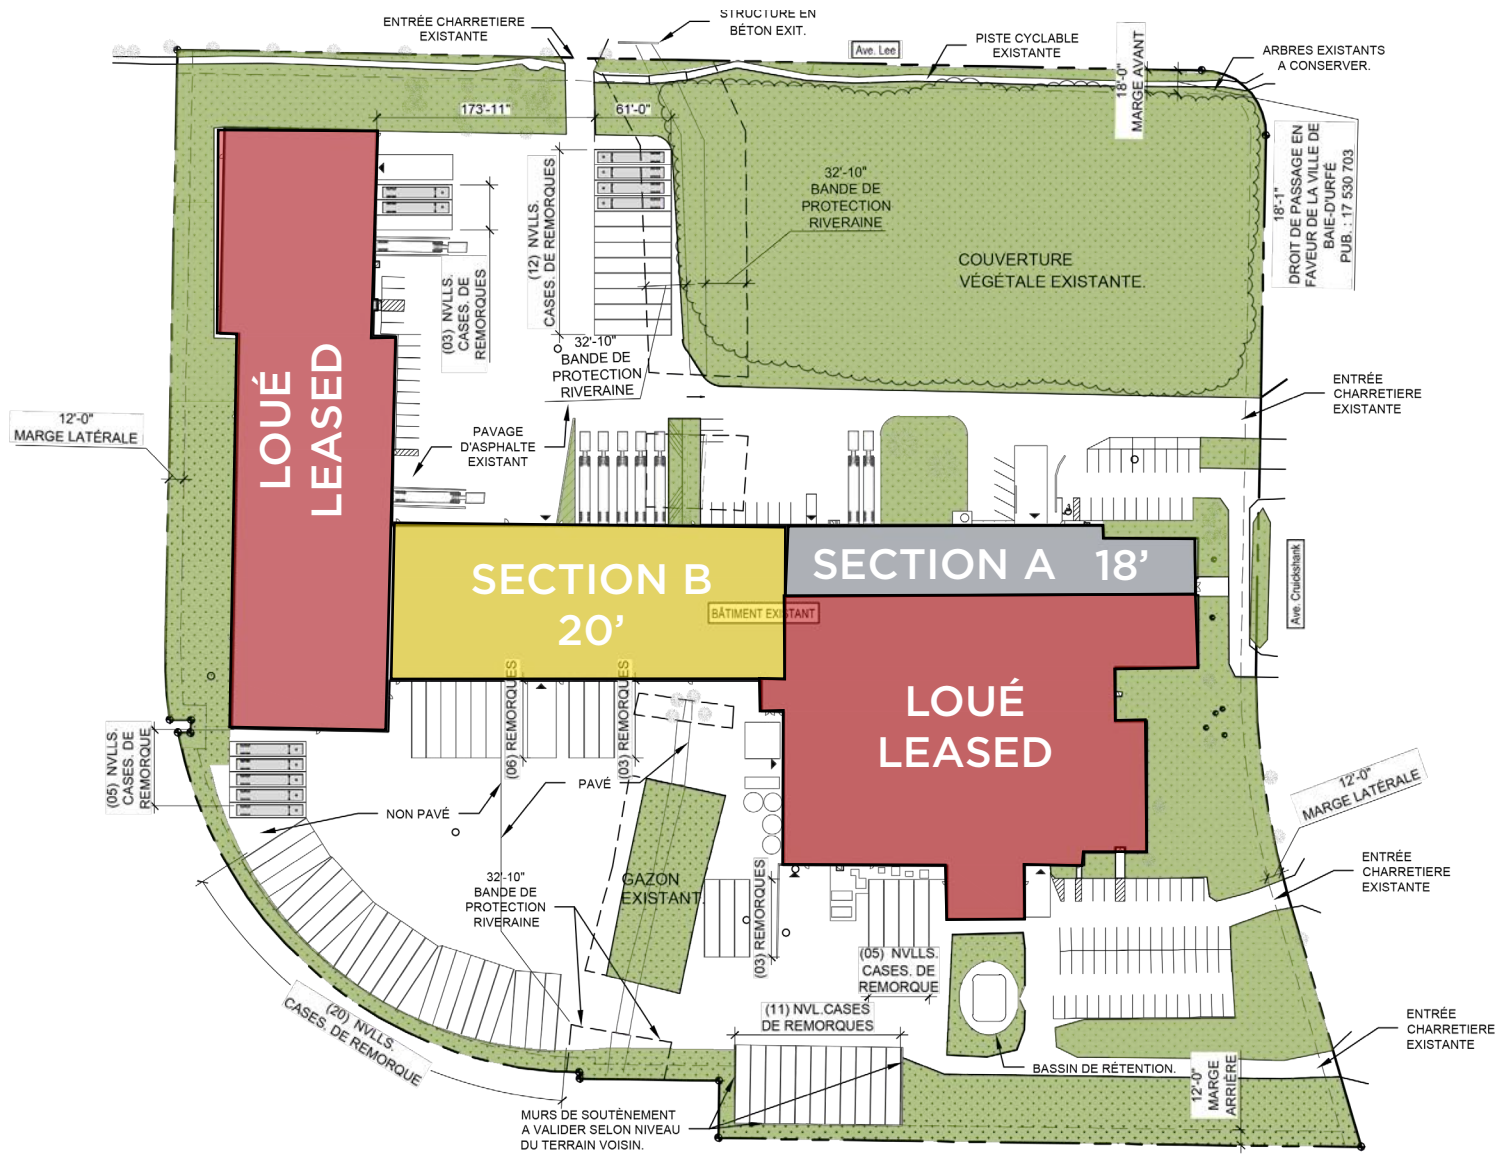 ENTRÉE CHARRETIERE
EXISTANTE
STRUCTURE EN
BÉTON EXIT.
Ave. Lee
PISTE CYCLABLE
EXISTANTE
18'-0"
MARGE AVANT
ARBRES EXISTANTS
A CONSERVER.
173'-11"
61'-0"
18'-1"
DROIT DE PASSAGE EN
FAVEUR DE LA VILLE DE
BAIE-D'URFÉ
PUB. : 17 530 703
(12) NVLLS.
CASES. DE REMORQUES
32'-10"
BANDE DE
PROTECTION
RIVERAINE
(03) NVLLS.
CASES. DE
REMORQUES
COUVERTURE
VÉGÉTALE EXISTANTE.
32'-10"
BANDE DE
PROTECTION
RIVERAINE
LOUÉ
LEASED
ENTRÉE
CHARRETIERE
EXISTANTE
12'-0"
MARGE LATÉRALE
PAVAGE
D'ASPHALTE
EXISTANT
SECTION B
20’
SECTION A 18’
BÂTIMENT EXISTANT
Ave. Cruickshank
(06) REMORQUES
(03) REMORQUES
LOUÉ
LEASED
(05) NVLLS.
CASES. DE
REMORQUE
NON PAVÉ
PAVÉ
12'-0"
MARGE LATÉRALE
32'-10"
BANDE DE
PROTECTION
RIVERAINE
GAZON
EXISTANT.
(03) REMORQUES
ENTRÉE
CHARRETIERE
EXISTANTE
(05) NVLLS.
CASES. DE
REMORQUE
(20) NVLLS.
CASES. DE REMORQUE
(11) NVL.CASES
DE REMORQUES
ENTRÉE
CHARRETIERE
EXISTANTE
BASSIN DE RÉTENTION.
12'-0"
MARGE
ARRIÈRE
MURS DE SOUTÈNEMENT
A VALIDER SELON NIVEAU
DU TERRAIN VOISIN.